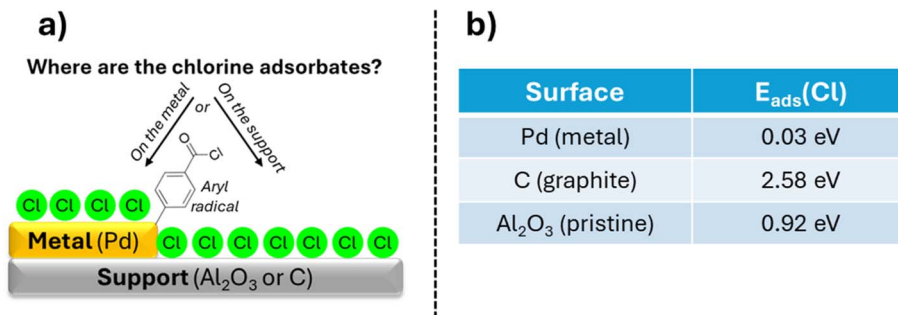 a)
Where are the chlorine adsorbates?
On the metal
or
On the support
O
Cl
Aryl
radical
Cl Cl Cl Cl
Metal (Pd)
Cl Cl Cl Cl Cl Cl Cl
Support (Al₂O₃ or C)
b)
Surface E_ads(Cl)
Pd (metal) 0.03 eV
C (graphite) 2.58 eV
Al₂O₃ (pristine) 0.92 eV